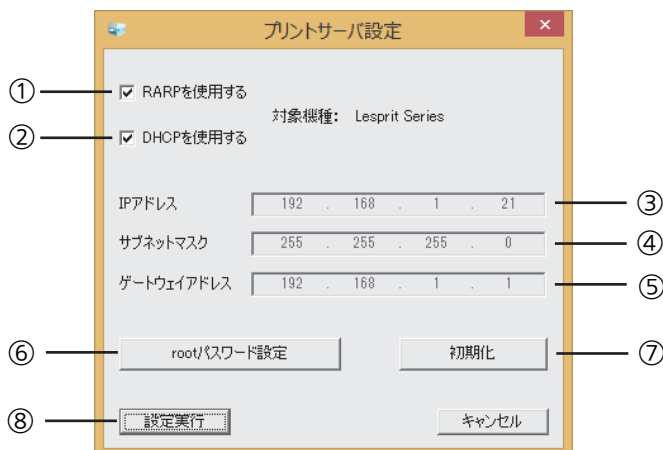 プリントサーバ設定
① RARPを使用する
対象機種： Lesprit Series
② DHCPを使用する
IPアドレス 192 . 168 . 1 . 21 ③
サブネットマスク 255 . 255 . 255 . 0 ④
ゲートウェイアドレス 192 . 168 . 1 . 1 ⑤
⑥ rootパスワード設定 初期化 ⑦
⑧ 設定実行 キャンセル